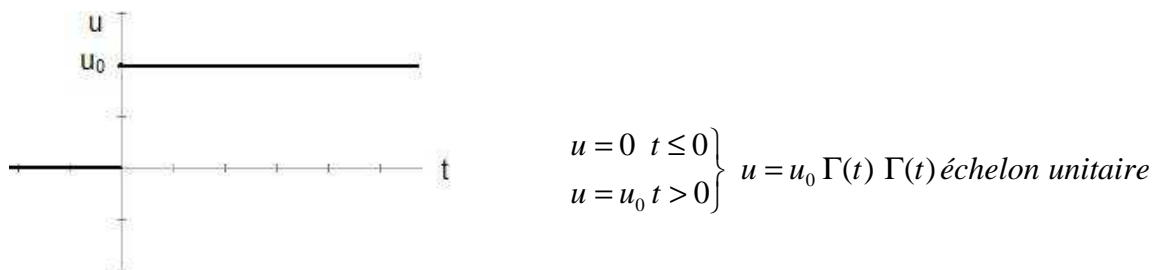 u
u₀
t
u = 0 t ≤ 0
u = u₀ t > 0
u = u₀ Γ(t) Γ(t) échelon unitaire